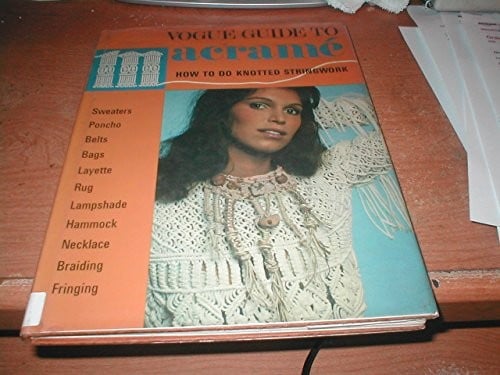 VOGUE GUIDE TO
macramé
HOW TO DO KNOTTED STRINGWORK
Sweaters
Poncho
Belts
Bags
Layette
Rug
Lampshade
Hammock
Necklace
Braiding
Fringing